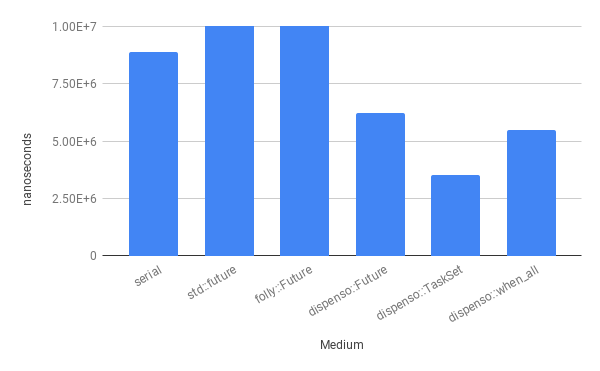 1.00E+7
7.50E+6
5.00E+6
2.50E+6
0
nanoseconds
serial
std::future
folly::Future
dispenso::Future
dispenso::TaskSet
dispenso::when_all
Medium